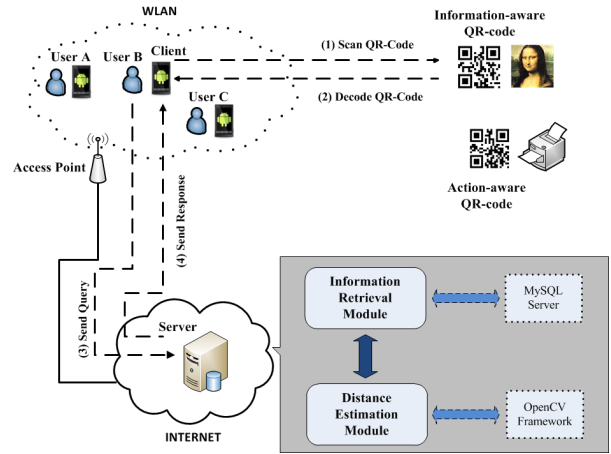 WLAN
Information-aware
QR-code
User A
User B
Client
(1) Scan QR-Code
(2) Decode QR-Code
User C
Access Point
Action-aware
QR-code
(4) Send Response
(3) Send Query
Server
INTERNET
Information
Retrieval
Module
MySQL
Server
Distance
Estimation
Module
OpenCV
Framework